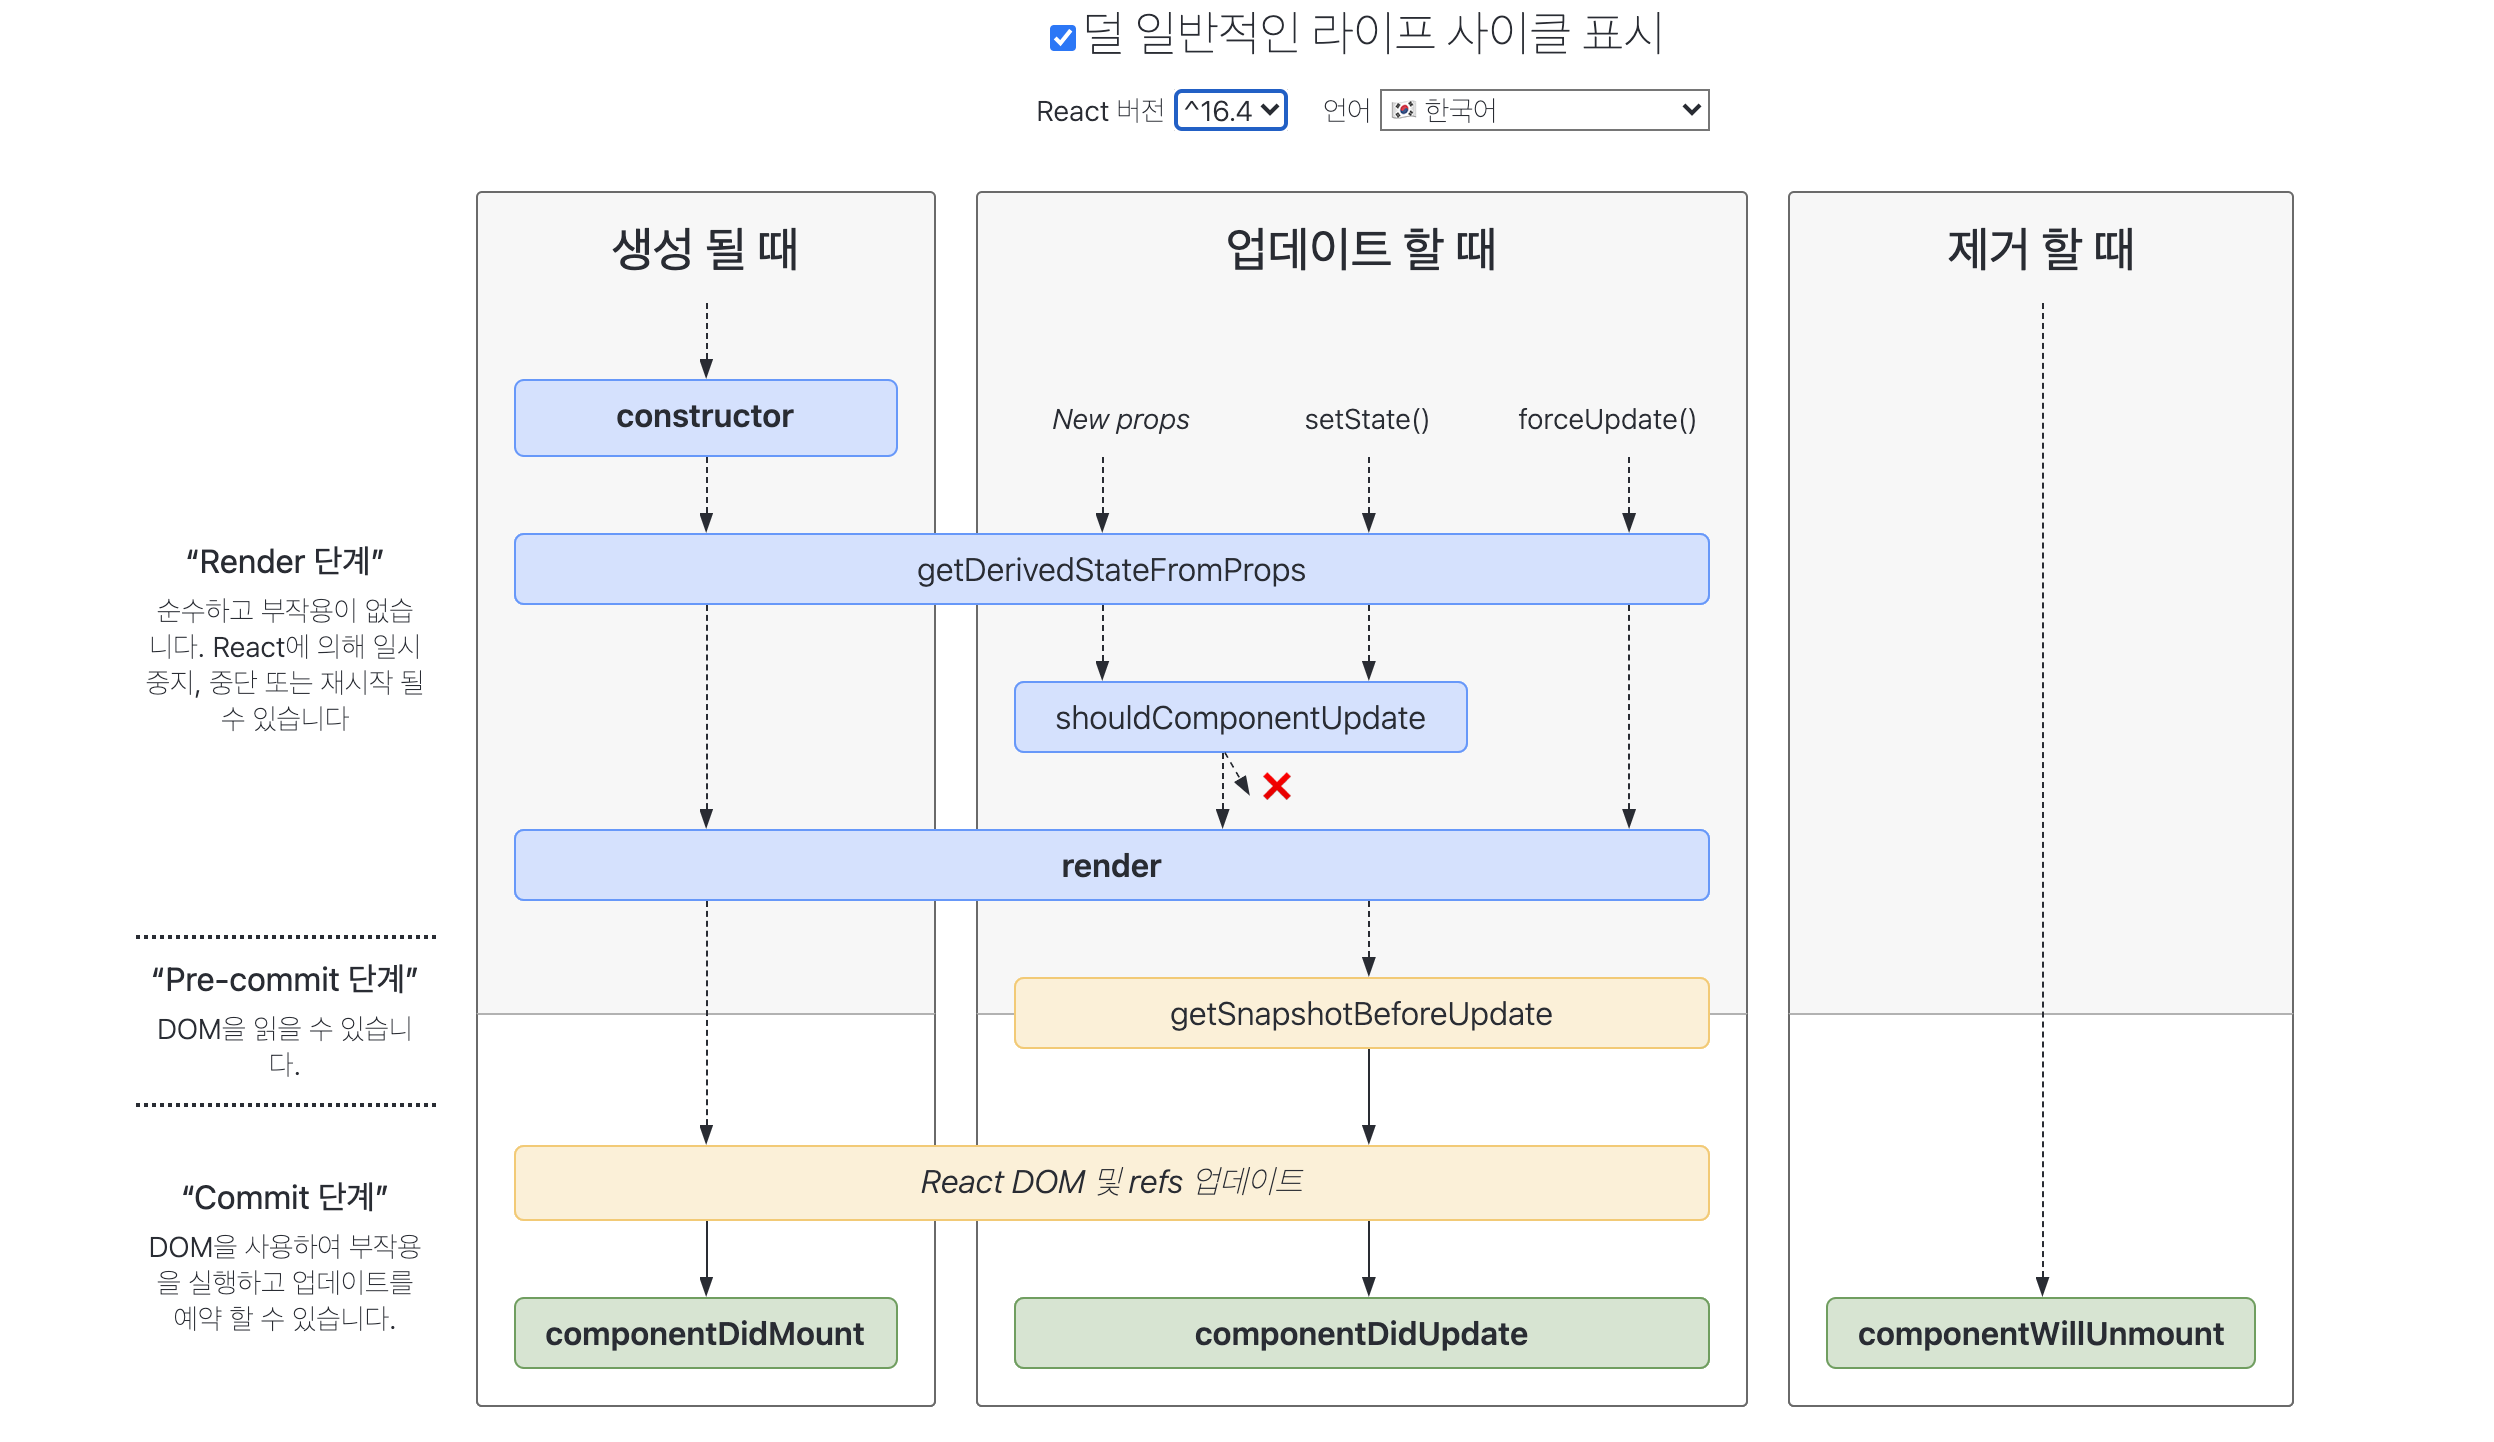 덜 일반적인 라이프 사이클 표시
React 버전 ^16.4 언어 🇰🇷 한국어
생성 될 때
업데이트 할 때
제거 할 때
constructor
New props
setState()
forceUpdate()
getDerivedStateFromProps
shouldComponentUpdate
render
getSnapshotBeforeUpdate
React DOM 및 refs 업데이트
componentDidMount
componentDidUpdate
componentWillUnmount
“Render 단계”
순수하고 부작용이 없습
니다. React에 의해 일시
중지, 중단 또는 재시작 될
수 있습니다
“Pre-commit 단계”
DOM을 읽을 수 있습니
다.
“Commit 단계”
DOM을 사용하여 부작용
을 실행하고 업데이트를
예약 할 수 있습니다.